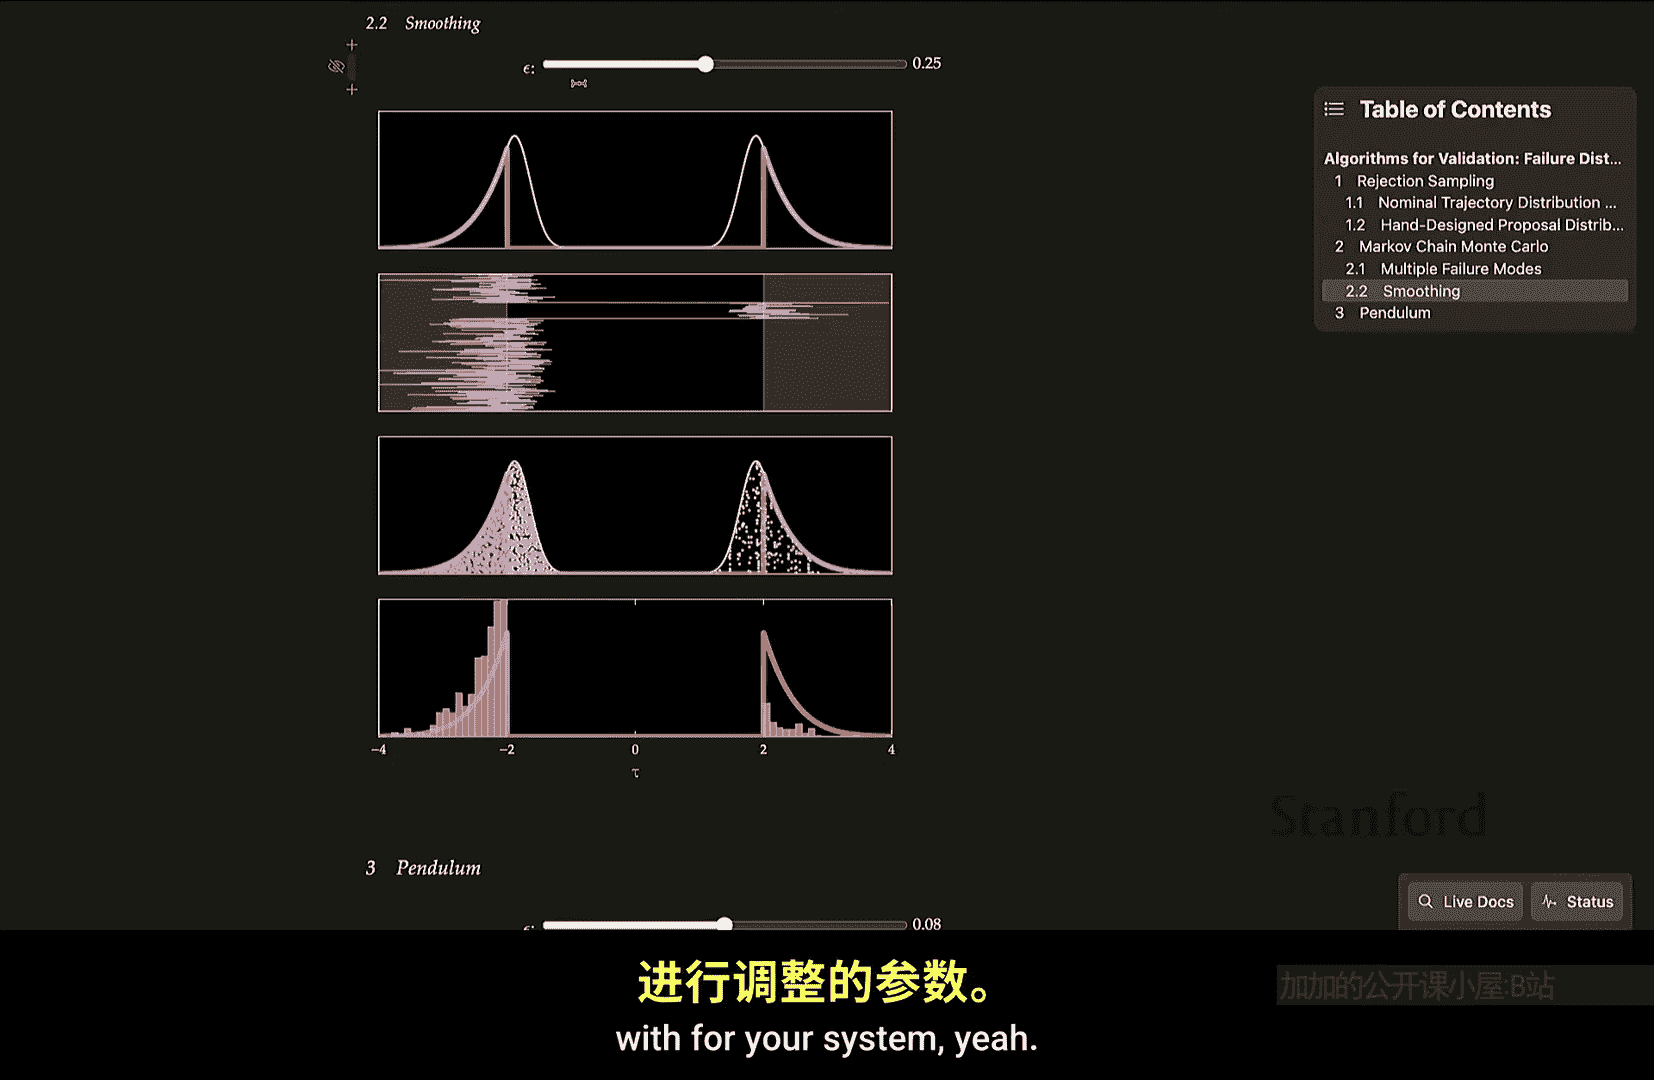 2.2 Smoothing
ϵ: 0.25
Table of Contents
Algorithms for Validation: Failure Dist...
1 Rejection Sampling
1.1 Nominal Trajectory Distribution ...
1.2 Hand-Designed Proposal Distrib...
2 Markov Chain Monte Carlo
2.1 Multiple Failure Modes
2.2 Smoothing
3 Pendulum
−4 −2 0 2 4
τ
Stanford
3 Pendulum
ϵ: 0.08
Live Docs Status
进行调整的参数。
加加的公开课小屋:B站
with for your system, yeah.